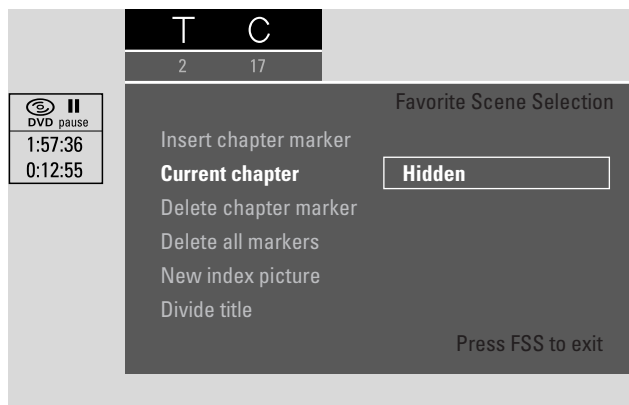 T C
2 17
Favorite Scene Selection
DVD pause
1:57:36
0:12:55
Insert chapter marker
Current chapter Hidden
Delete chapter marker
Delete all markers
New index picture
Divide title
Press FSS to exit